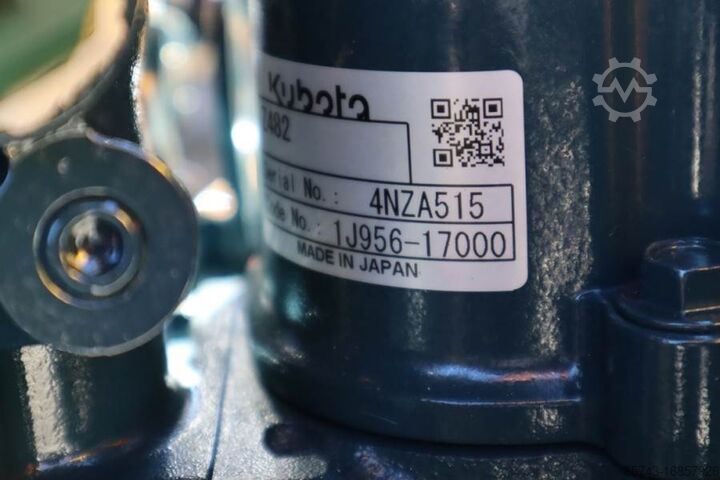 Kubota
Z482
erial No.: 4NZA515
ode No.: 1J956-17000
MADE IN JAPAN